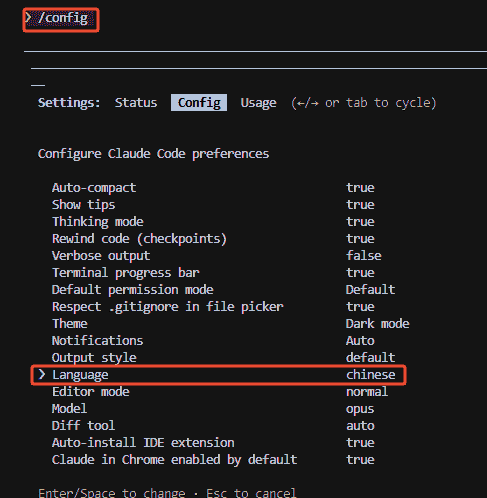 ❯ /config
Settings:  Status  Config  Usage  (←/→ or tab to cycle)
Configure Claude Code preferences
Auto-compact true
Show tips true
Thinking mode true
Rewind code (checkpoints) true
Verbose output false
Terminal progress bar true
Default permission mode Default
Respect .gitignore in file picker true
Theme Dark mode
Notifications Auto
Output style default
❯ Language chinese
Editor mode normal
Model opus
Diff tool auto
Auto-install IDE extension true
Claude in Chrome enabled by default true
Enter/Space to change · Esc to cancel